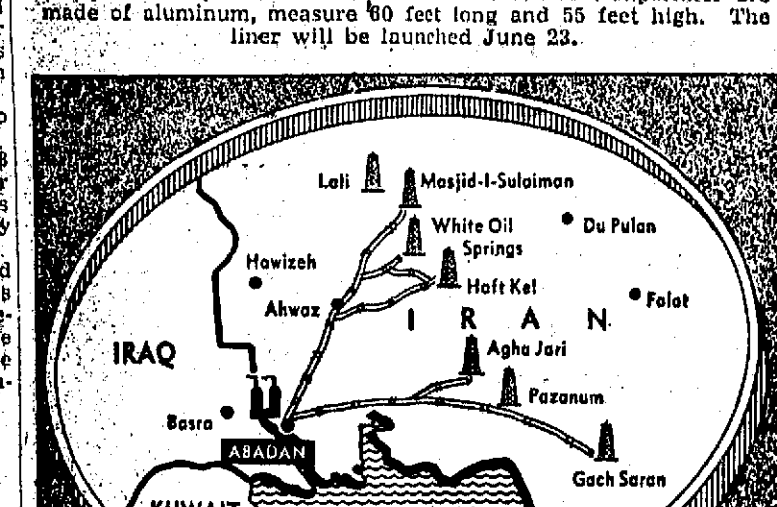 made of aluminum, measure 60 feet long and 55 feet high. The
liner will be launched June 23.
Lali
Masjid-I-Sulaiman
White Oil
Springs
Du Pulan
Hawizeh
Haft Kel
Ahwaz
Falat
IRAN
IRAQ
Agha Jari
Pazanum
Basra
ABADAN
Gach Saran
KUWAIT